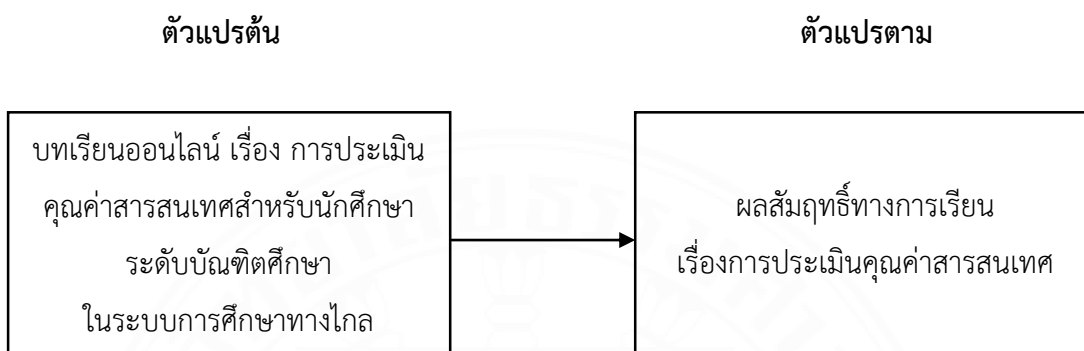 ตัวแปรต้น
ตัวแปรตาม
บทเรียนออนไลน์ เรื่อง การประเมิน
คุณค่าสารสนเทศสำหรับนักศึกษา
ระดับบัณฑิตศึกษา
ในระบบการศึกษาทางไกล
ผลสัมฤทธิ์ทางการเรียน
เรื่องการประเมินคุณค่าสารสนเทศ